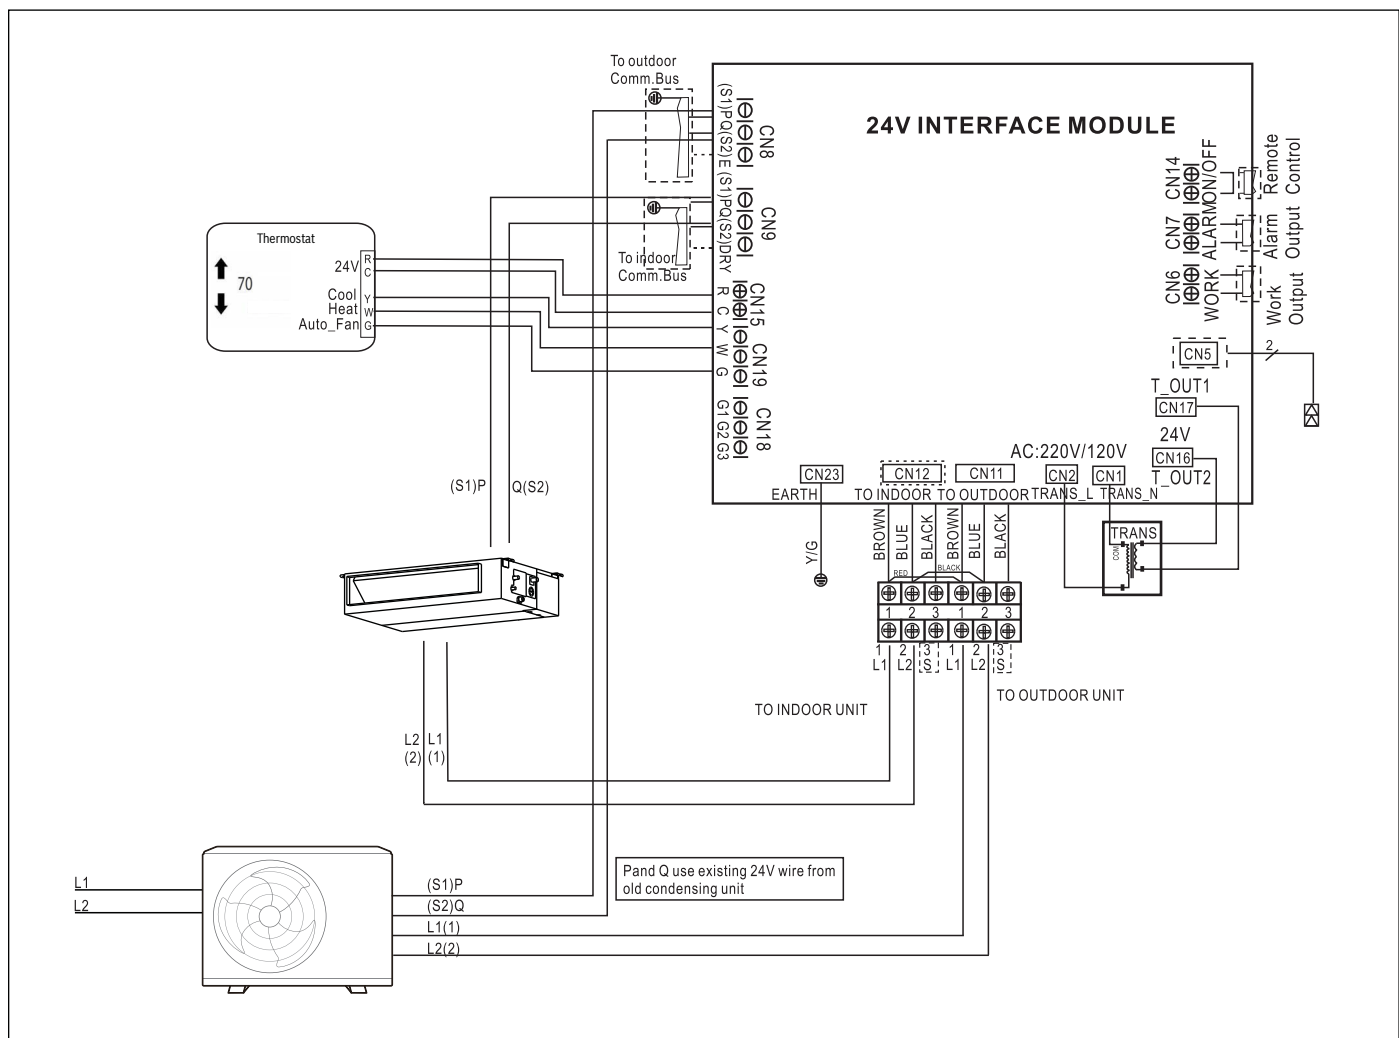 To outdoor
Comm.Bus
24V INTERFACE MODULE
(S1)PQ(S2)E
CN8
(S1)PQ(S2)DRY
CN9
To indoor
Comm.Bus
CN14
ON/OFF
Remote
Control
CN7
ALARM
Alarm
Output
CN6
WORK
Work
Output
Thermostat
70
24V
R
C
Cool Y
Heat W
Auto_Fan G
R
C
CN15
Y
W
G
CN19
G1 G2 G3
CN18
CN5
2
T_OUT1
CN17
24V
CN16
T_OUT2
AC:220V/120V
CN23
CN12
CN11
CN2
CN1
EARTH
TO INDOOR
TO OUTDOOR
TRANS_L
TRANS_N
(S1)P
Q(S2)
Y/G
BROWN
BLUE
BLACK
BROWN
BLUE
BLACK
TRANS
COM
RED
BLACK
1 2 3 1 2 3
1 2 3 1 2 3
L1 L2 S L1 L2 S
TO INDOOR UNIT
TO OUTDOOR UNIT
L2 L1
(2) (1)
Pand Q use existing 24V wire from
old condensing unit
L1
L2
(S1)P
(S2)Q
L1(1)
L2(2)